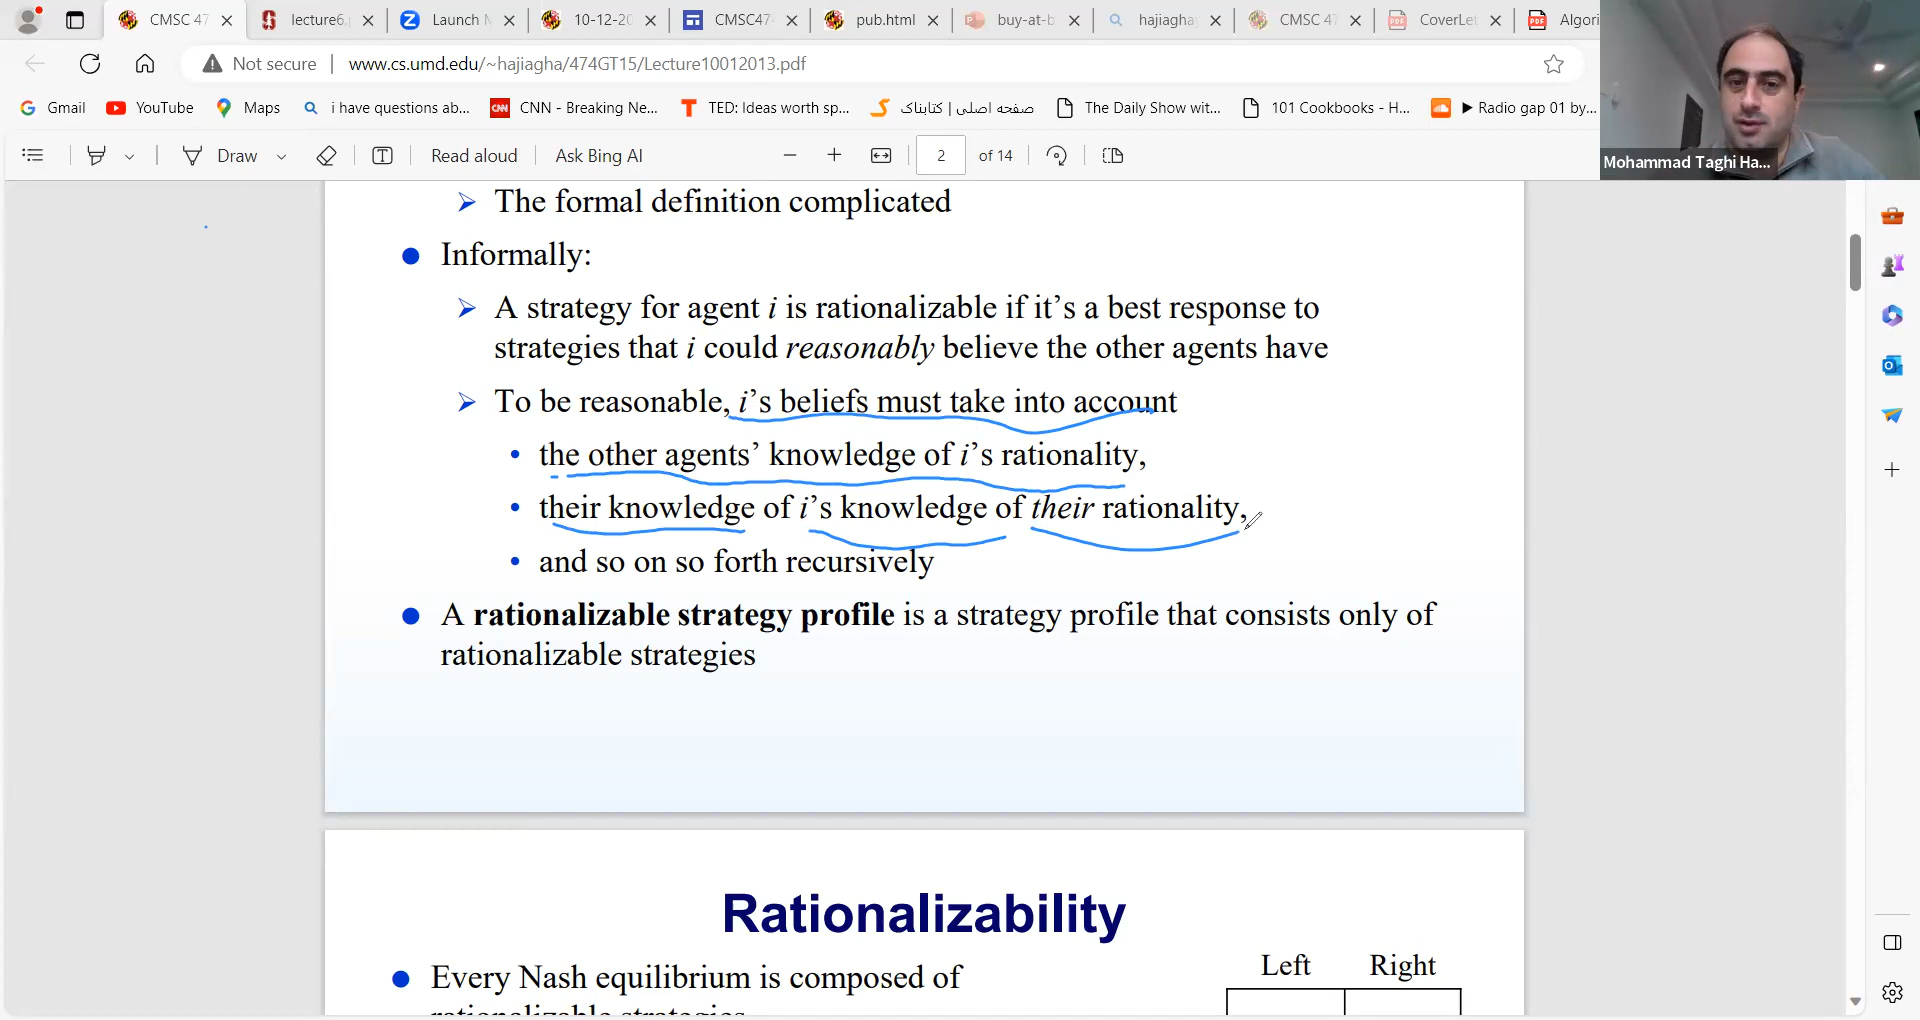 CMSC 47
lecture6.p
Launch M
10-12-20
CMSC47
pub.html
buy-at-b
hajiagha
CMSC 47
CoverLet
Algori
Not secure
www.cs.umd.edu/~hajiagha/474GT15/Lecture10012013.pdf
Gmail
YouTube
Maps
i have questions ab...
CNN - Breaking Ne...
TED: Ideas worth sp...
صفحه اصلی | کتابناک
The Daily Show wit...
101 Cookbooks - H...
▶ Radio gap 01 by...
Draw
Read aloud
Ask Bing AI
2
of 14
Mohammad Taghi Ha...
➢ The formal definition complicated
● Informally:
➢ A strategy for agent i is rationalizable if it’s a best response to
strategies that i could reasonably believe the other agents have
➢ To be reasonable, i’s beliefs must take into account
• the other agents’ knowledge of i’s rationality,
• their knowledge of i’s knowledge of their rationality,
• and so on so forth recursively
● A rationalizable strategy profile is a strategy profile that consists only of
rationalizable strategies
Rationalizability
● Every Nash equilibrium is composed of
rationalizable strategies
Left Right